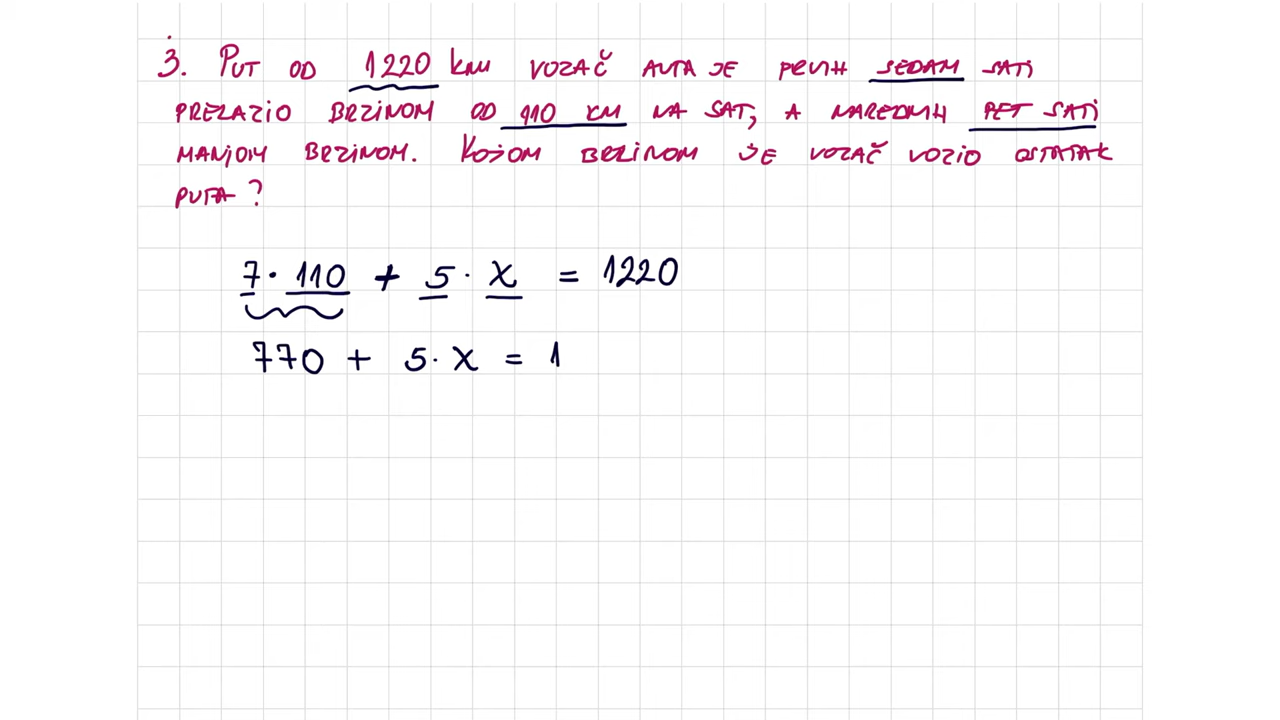 3. PUT OD 1220 km VOZAČ AUTA JE PRVIH SEDAM SATI
PRELAZIO BRZINOM OD 110 KM NA SAT, A NAREDNIH PET SATI
MANJOM BRZINOM. KOJOM BRZINOM JE VOZAČ VOZIO OSTATAK
PUTA?
7 · 110 + 5 · x = 1220
770 + 5 · x = 1